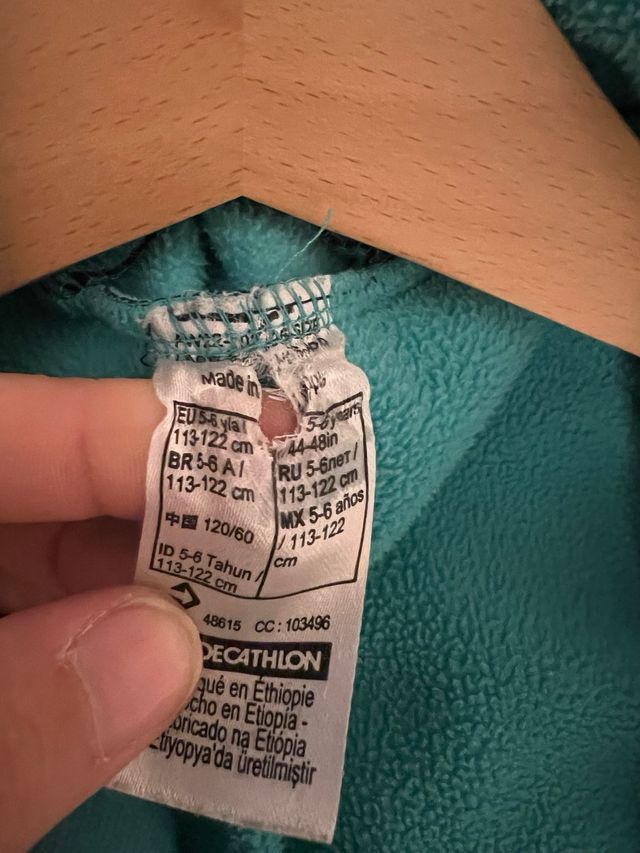 Made in
EU 5-6 yıa /
113-122 cm
BR 5-6 A /
113-122 cm
中国 120/60
ID 5-6 Tahun /
113-122 cm
5-6 years
44-48in
RU 5-6лет /
113-122 cm
MX 5-6 años
/ 113-122
cm
48615 CC: 103496
DECATHLON
qué en Éthiopie
cho en Etiopía -
bricado na Etiópia
Etiyopya'da üretilmiştir